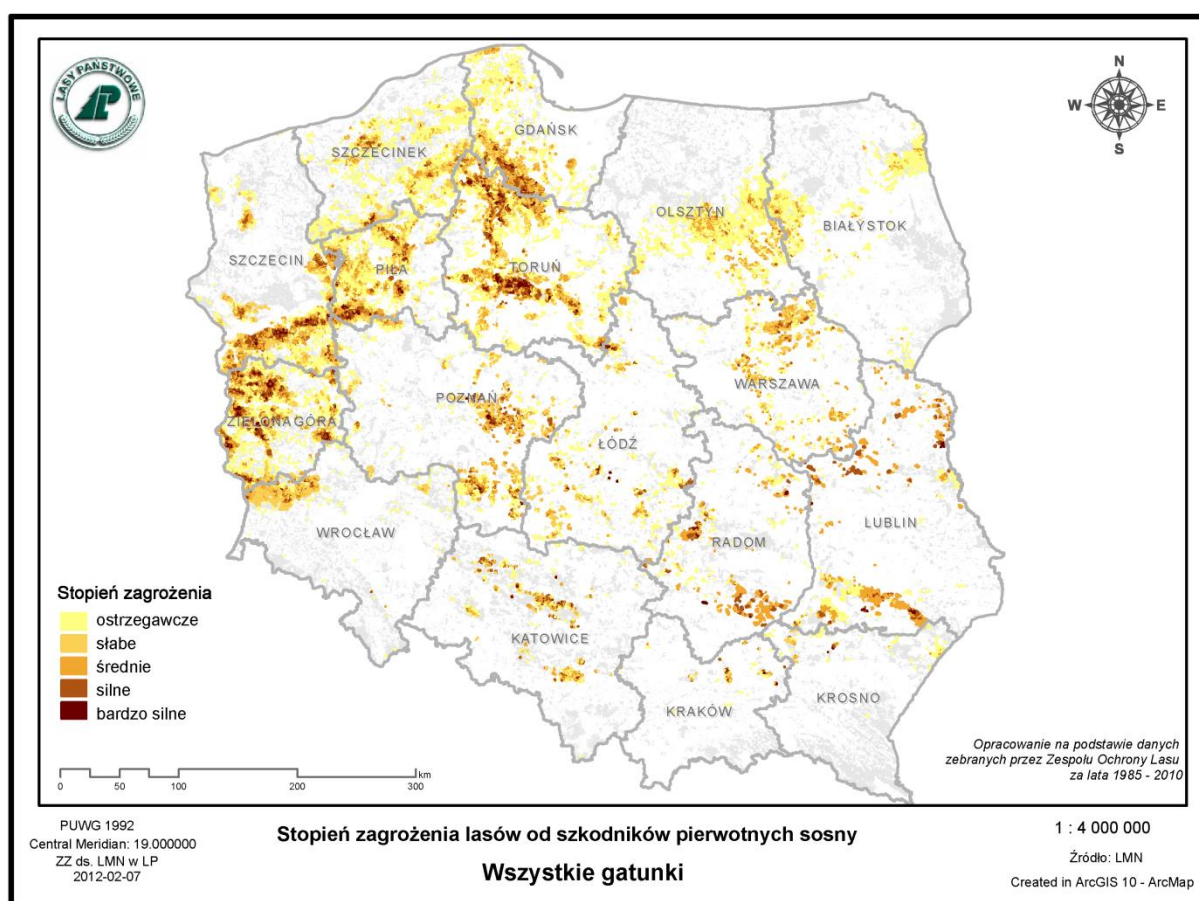 LASY PAŃSTWOWE
LP
N
W E
S
GDAŃSK
SZCZECINEK
OLSZTYN
BIAŁYSTOK
SZCZECIN
PIŁA
TORUŃ
WARSZAWA
POZNAŃ
ZIELONA GÓRA
ŁÓDŹ
LUBLIN
WROCŁAW
RADOM
KATOWICE
KRAKÓW
KROSNO
Stopień zagrożenia
ostrzegawcze
słabe
średnie
silne
bardzo silne
km
0 50 100 200 300
Opracowanie na podstawie danych
zebranych przez Zespołu Ochrony Lasu
za lata 1985 - 2010
PUWG 1992
Central Meridian: 19.000000
ZZ ds. LMN w LP
2012-02-07
Stopień zagrożenia lasów od szkodników pierwotnych sosny
Wszystkie gatunki
1 : 4 000 000
Źródło: LMN
Created in ArcGIS 10 - ArcMap